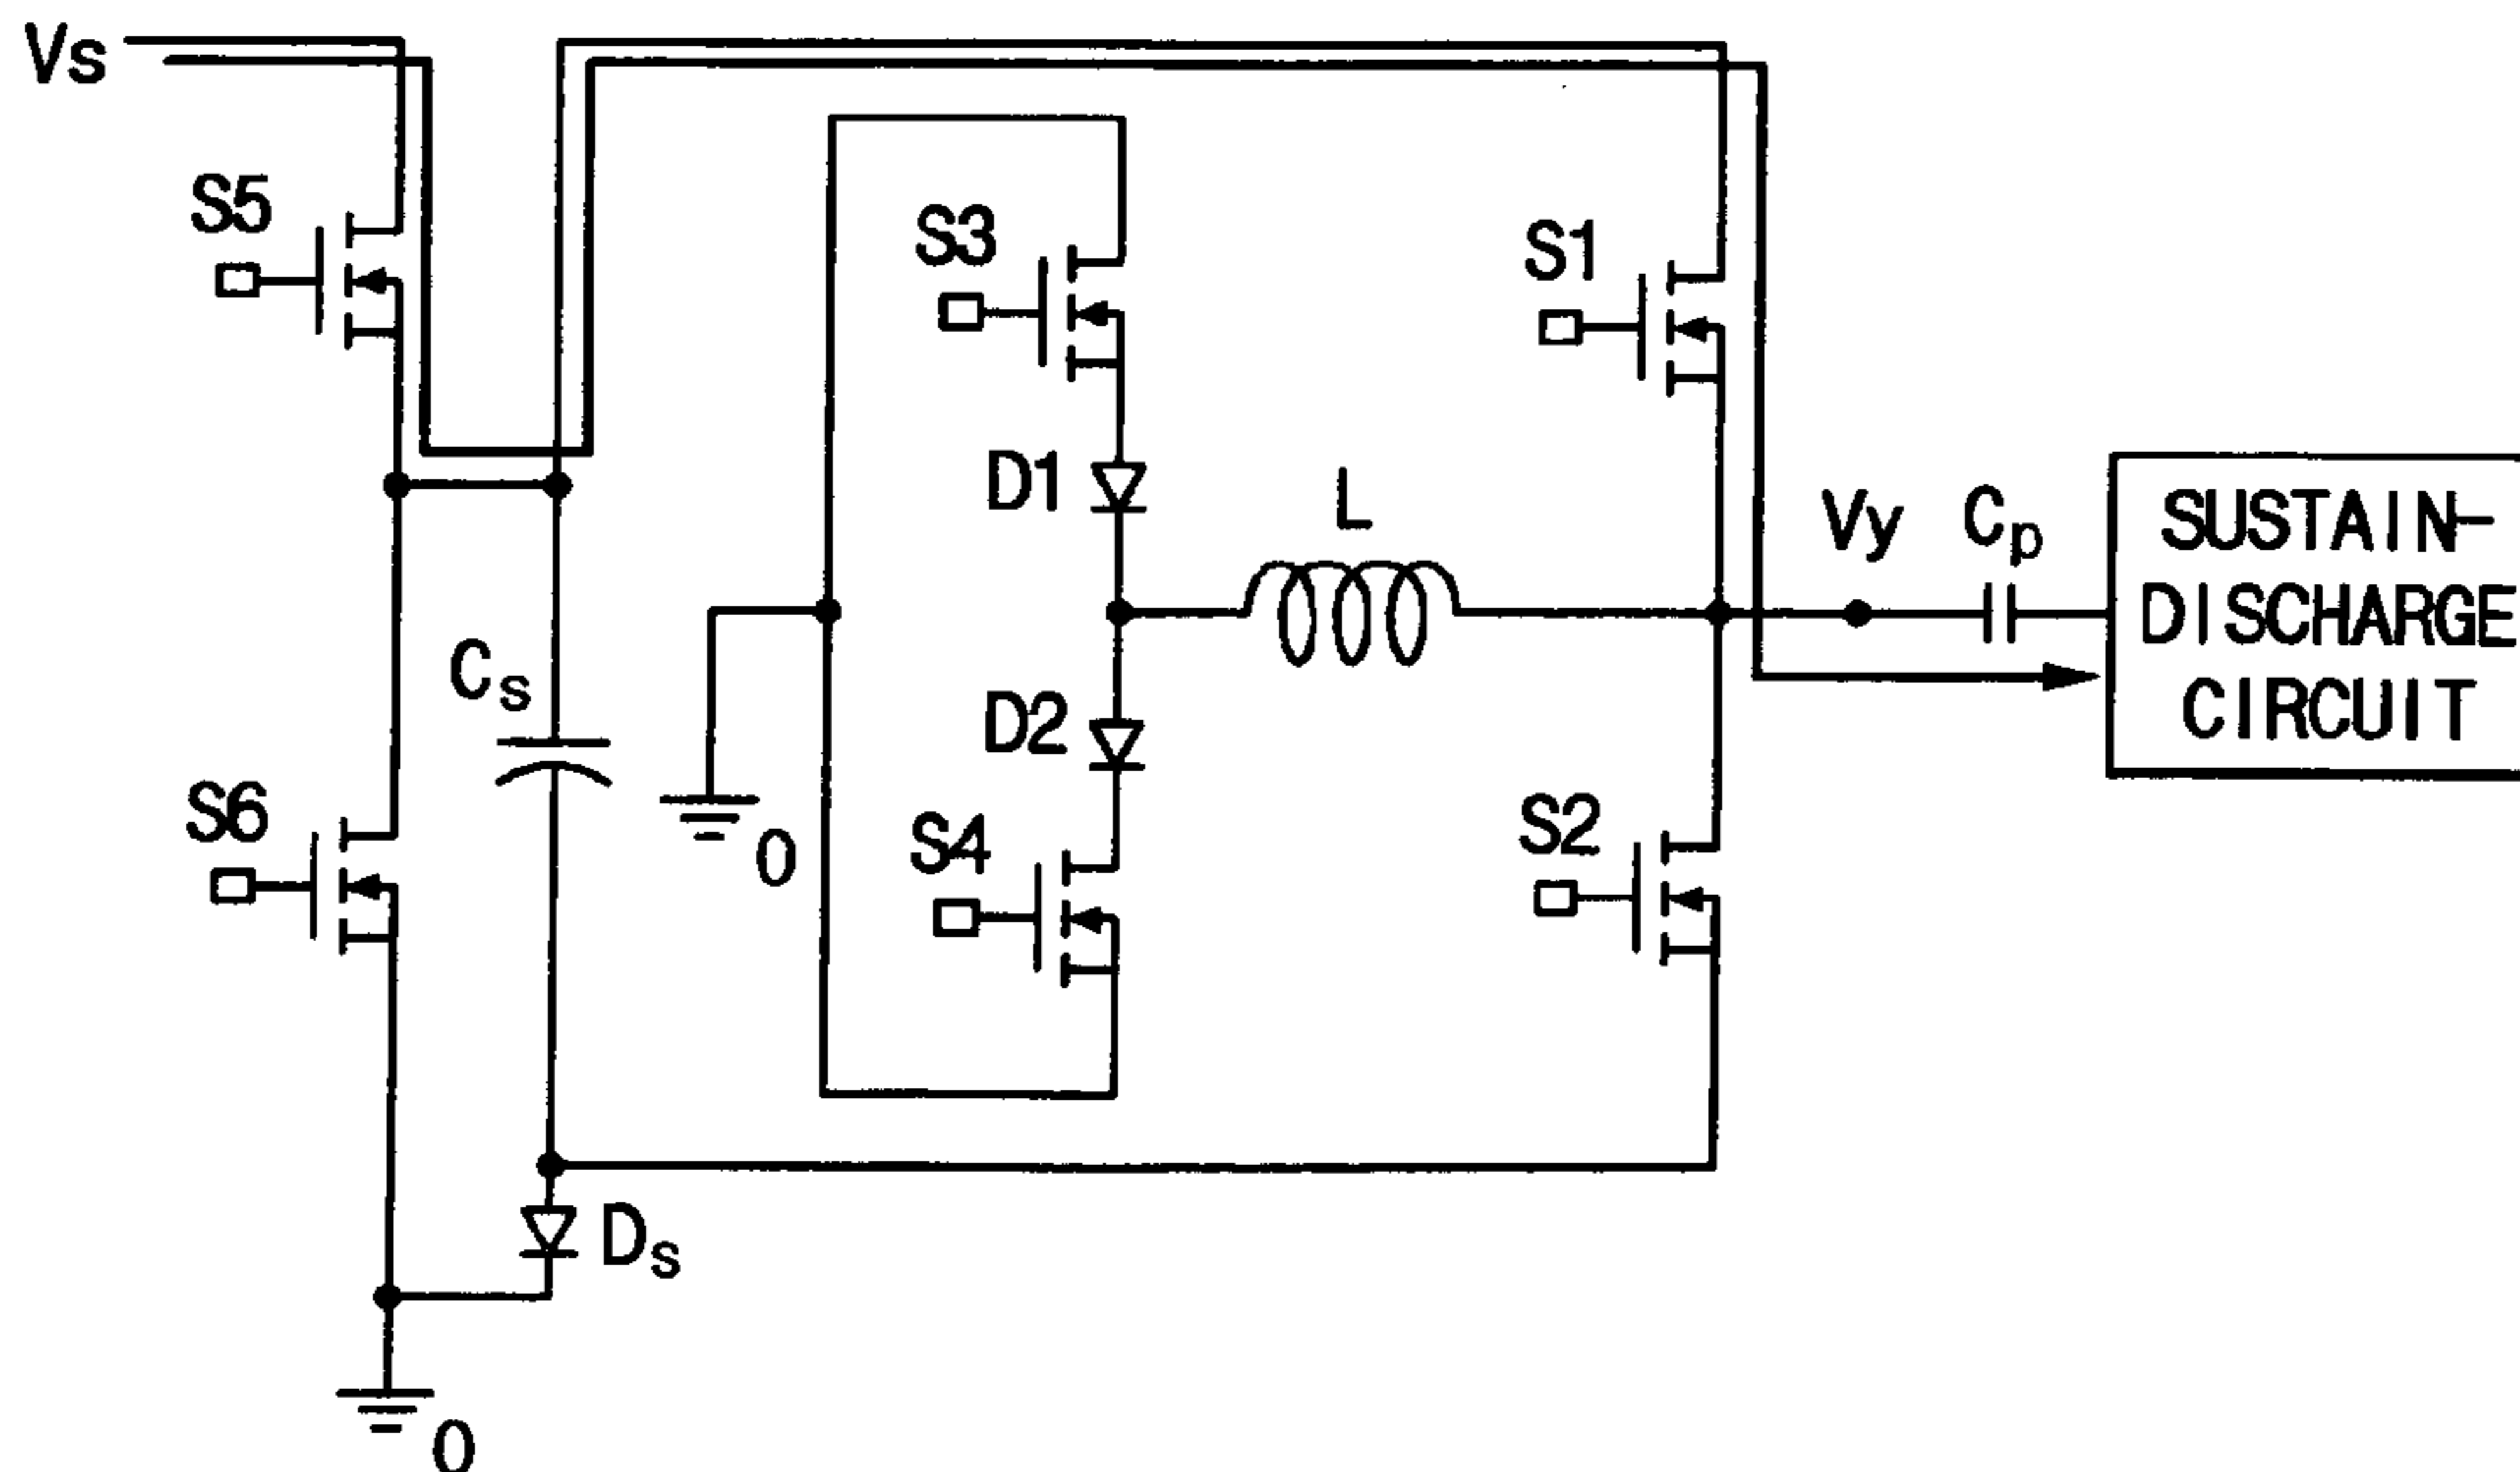 Vs
S5
S3
S1
D1
L
Vy
Cp
SUSTAIN-
DISCHARGE
CIRCUIT
Cs
D2
S6
0
S4
S2
Ds
0